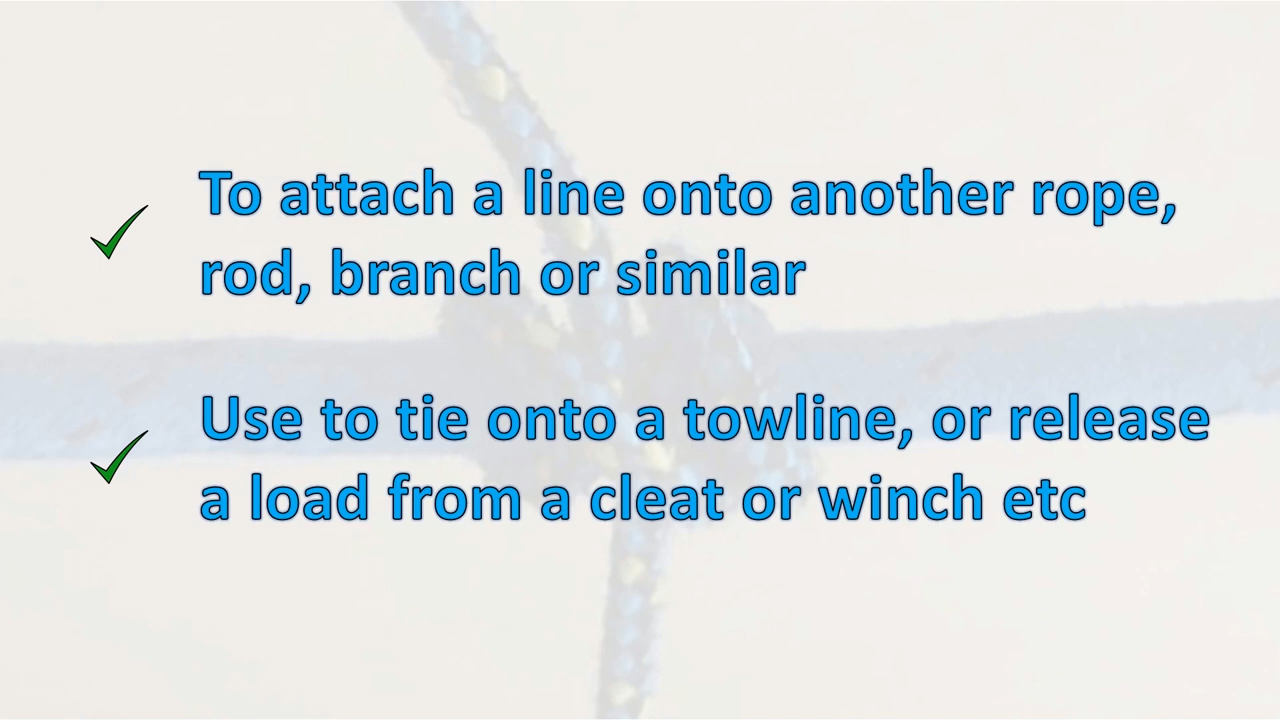 To attach a line onto another rope,
rod, branch or similar
Use to tie onto a towline, or release
a load from a cleat or winch etc